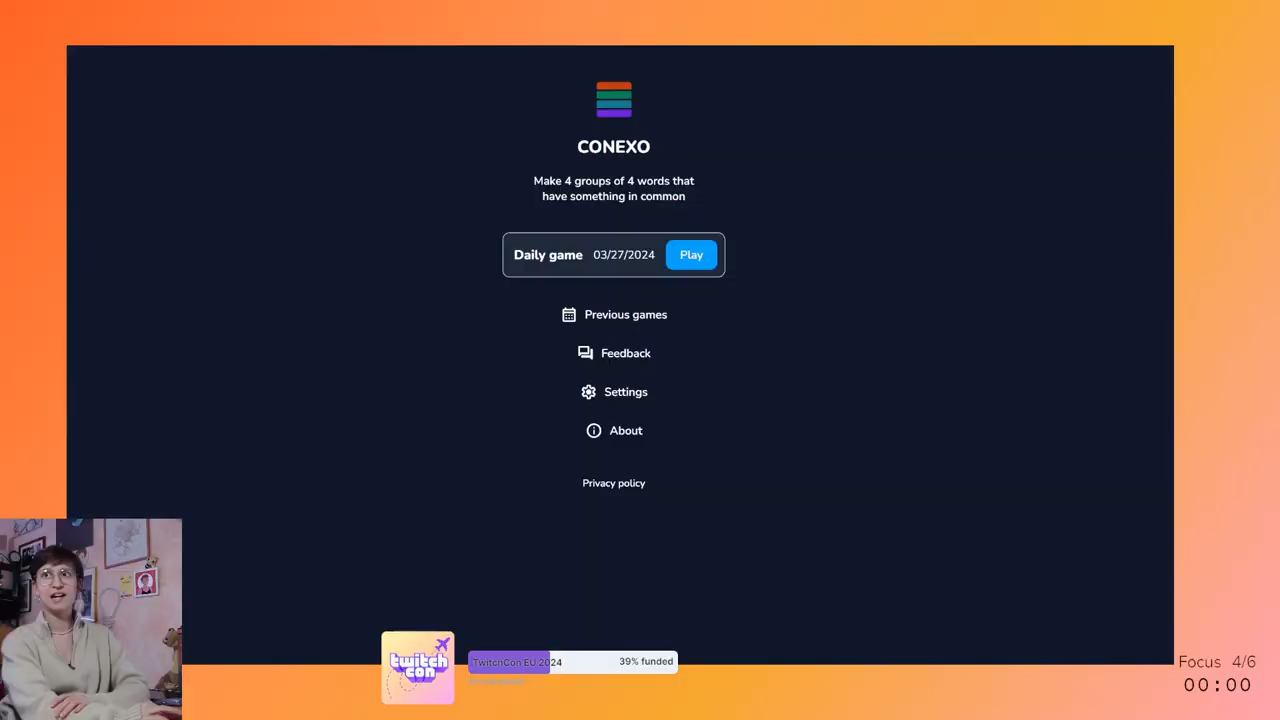 CONEXO
Make 4 groups of 4 words that
have something in common
Daily game 03/27/2024 Play
Previous games
Feedback
Settings
About
Privacy policy
twitch
con
TwitchCon EU 2024 39% funded
Focus 4/6
00:00